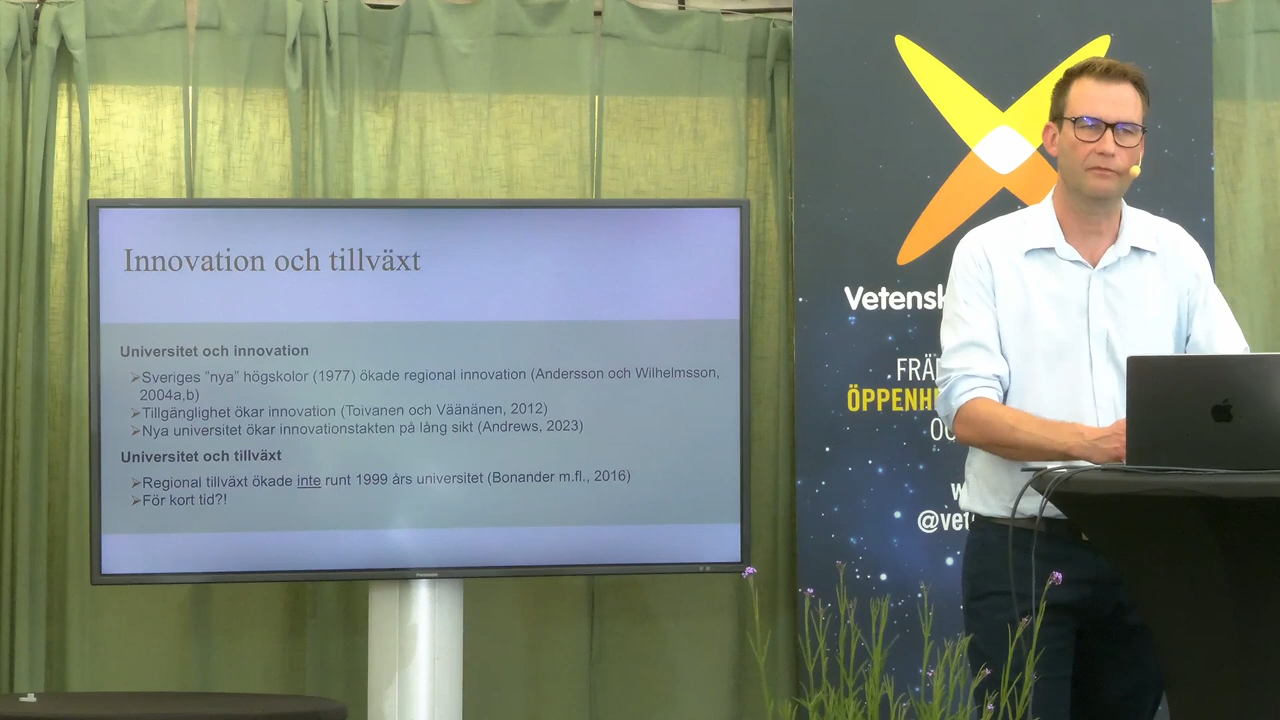 Innovation och tillväxt
Universitet och innovation
➢Sveriges "nya" högskolor (1977) ökade regional innovation (Andersson och Wilhelmsson,
2004a,b)
➢Tillgänglighet ökar innovation (Toivanen och Väänänen, 2012)
➢Nya universitet ökar innovationstakten på lång sikt (Andrews, 2023)
Universitet och tillväxt
➢Regional tillväxt ökade inte runt 1999 års universitet (Bonander m.fl., 2016)
➢För kort tid?!
Vetensk
FRÄ
ÖPPENH
w
@vet